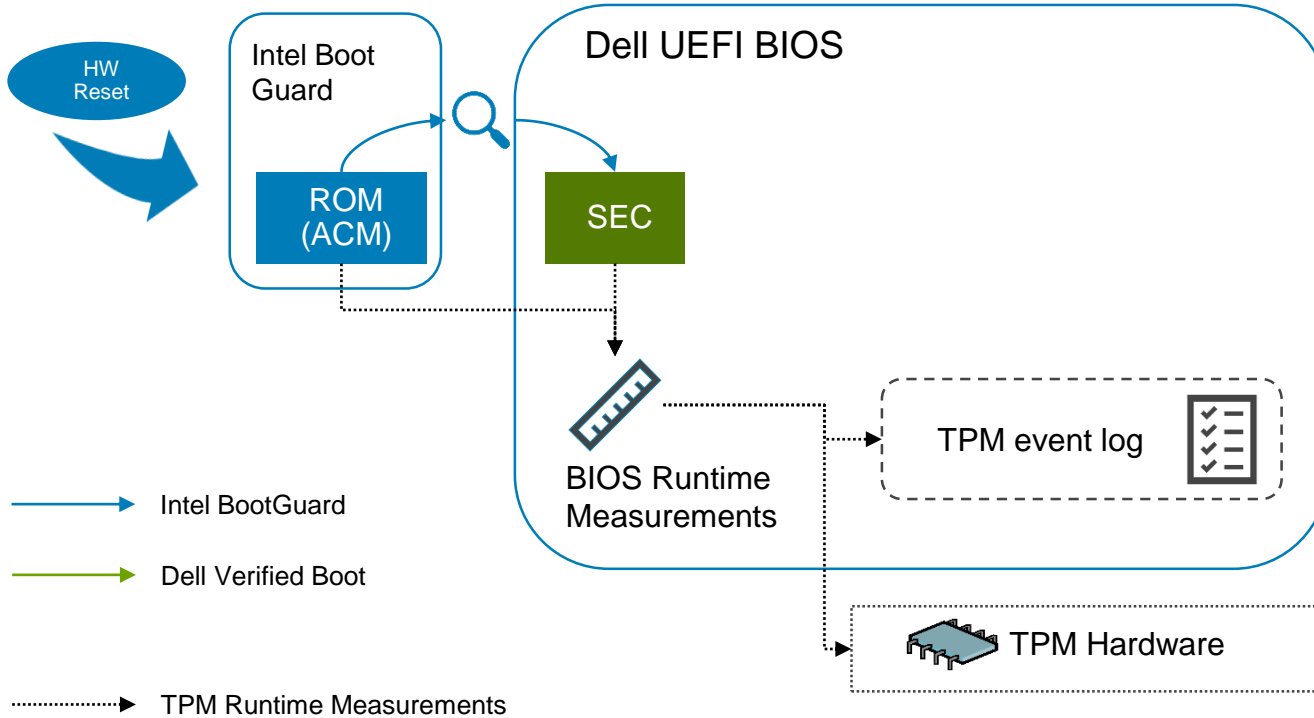 HW
Reset
Intel Boot
Guard
Dell UEFI BIOS
ROM
(ACM)
SEC
TPM event log
BIOS Runtime
Measurements
Intel BootGuard
Dell Verified Boot
TPM Hardware
TPM Runtime Measurements